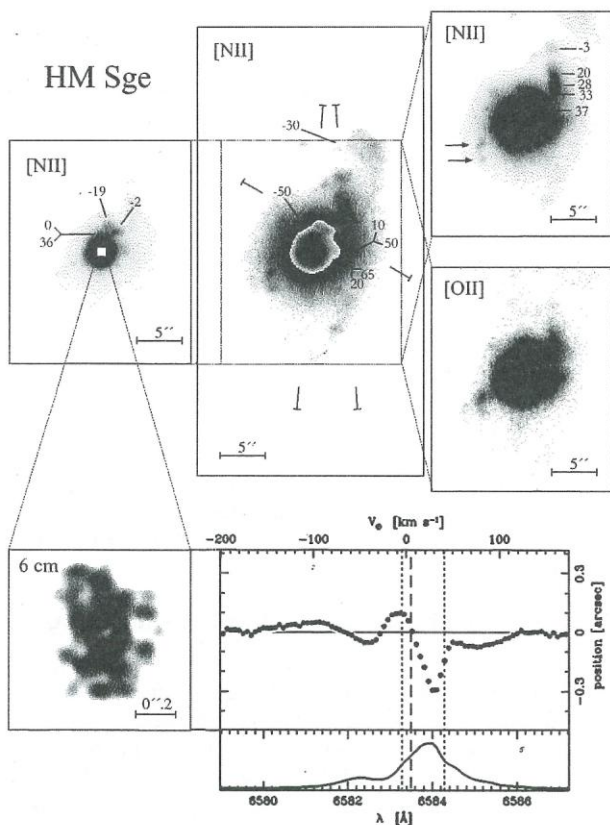 HM Sge
[NII]
-19
-2
0
36
5´´
[NII]
-30
-50
10
50
65
20
5´´
[NII]
-3
20
28
33
37
5´´
[OII]
5´´
6 cm
0´´.2
V⊙ [km s⁻¹]
-200 -100 0 100
0.3
0
-0.3
position [arcsec]
6580 6582 6584 6586
λ [Å]